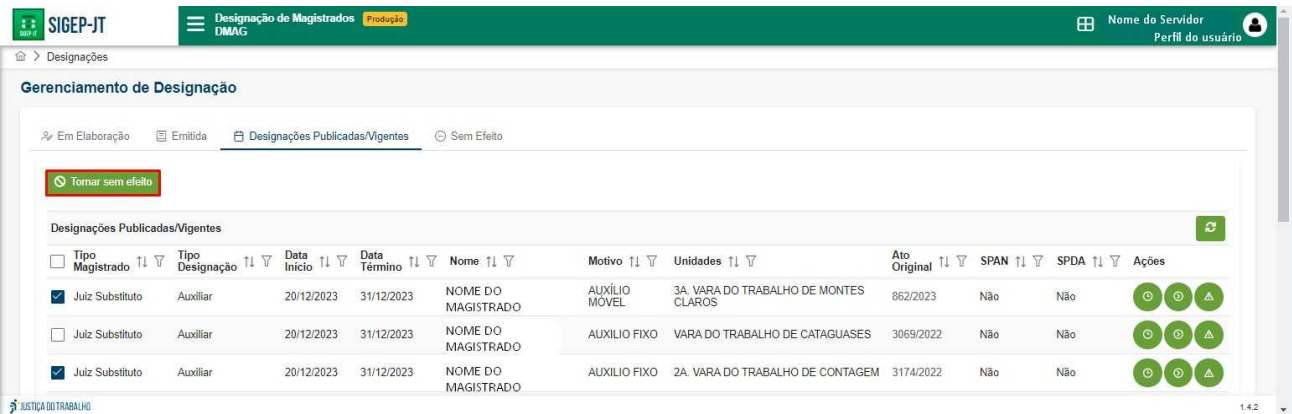 SIGEP-JT
SIGEP-JT
Designação de Magistrados Produção
DMAG
Nome do Servidor
Perfil do usuário
> Designações
Gerenciamento de Designação
Em Elaboração Emitida Designações Publicadas/Vigentes Sem Efeito
Tornar sem efeito
Designações Publicadas/Vigentes
Tipo Magistrado Tipo Designação Data Início Data Término Nome Motivo Unidades Ato Original SPAN SPDA Ações
Juiz Substituto Auxiliar 20/12/2023 31/12/2023 NOME DO MAGISTRADO AUXÍLIO MÓVEL 3A. VARA DO TRABALHO DE MONTES CLAROS 862/2023 Não Não
Juiz Substituto Auxiliar 20/12/2023 31/12/2023 NOME DO MAGISTRADO AUXILIO FIXO VARA DO TRABALHO DE CATAGUASES 3069/2022 Não Não
Juiz Substituto Auxiliar 20/12/2023 31/12/2023 NOME DO MAGISTRADO AUXILIO FIXO 2A. VARA DO TRABALHO DE CONTAGEM 3174/2022 Não Não
JUSTIÇA DO TRABALHO
1.4.2